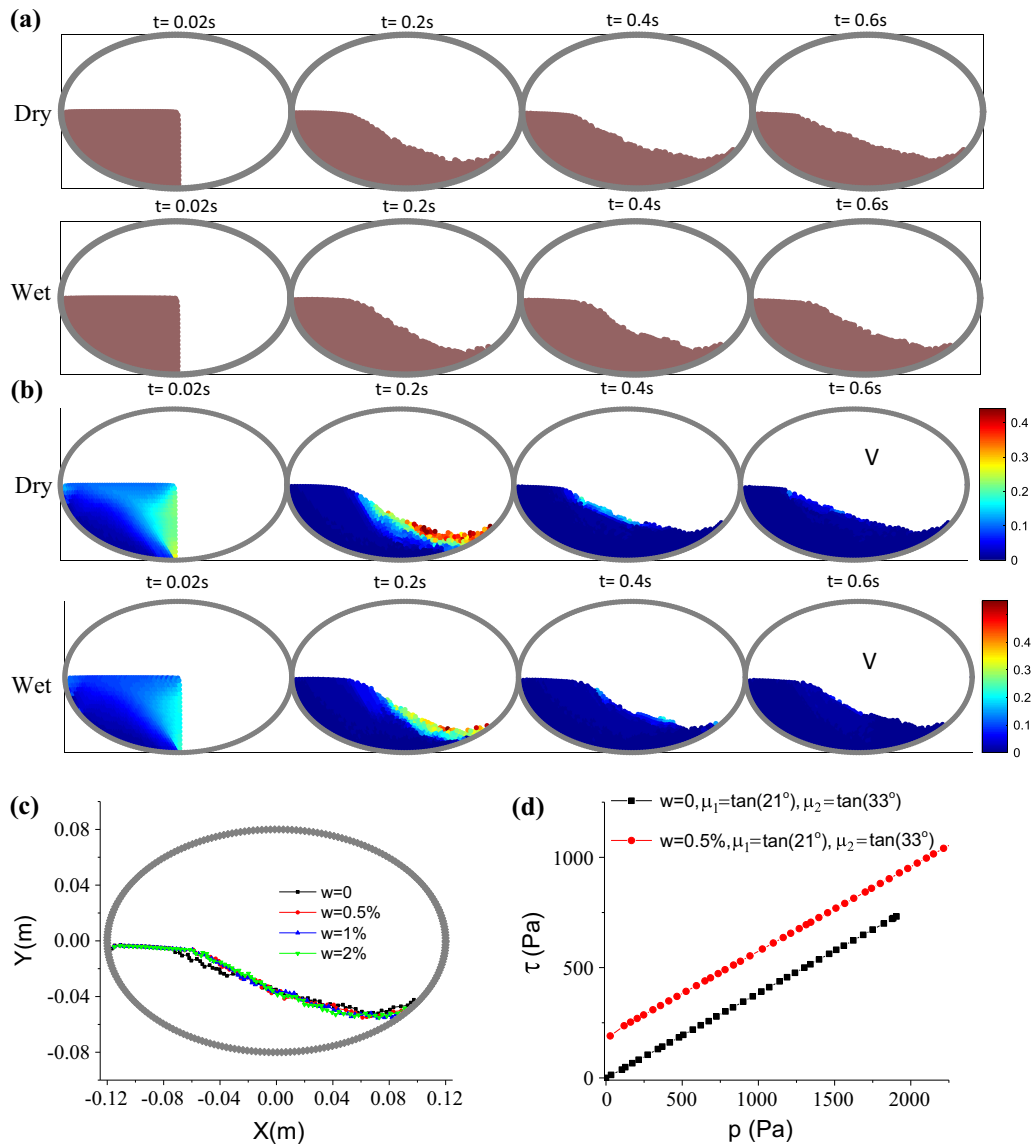 (a)
t= 0.02s t= 0.2s t= 0.4s t= 0.6s
Dry
t= 0.02s t= 0.2s t= 0.4s t= 0.6s
Wet
(b)
t= 0.02s t= 0.2s t= 0.4s t= 0.6s
Dry
V
0.4
0.3
0.2
0.1
0
t= 0.02s t= 0.2s t= 0.4s t= 0.6s
Wet
V
0.5
0.4
0.3
0.2
0.1
0
(c)
0.08
0.04
0.00
-0.04
-0.08
Y(m)
w=0
w=0.5%
w=1%
w=2%
-0.12 -0.08 -0.04 0.00 0.04 0.08 0.12
X(m)
(d)
w=0,μ₁=tan(21°), μ₂=tan(33°)
w=0.5%,μ₁=tan(21°), μ₂=tan(33°)
1000
500
0
τ (Pa)
0 500 1000 1500 2000
p (Pa)